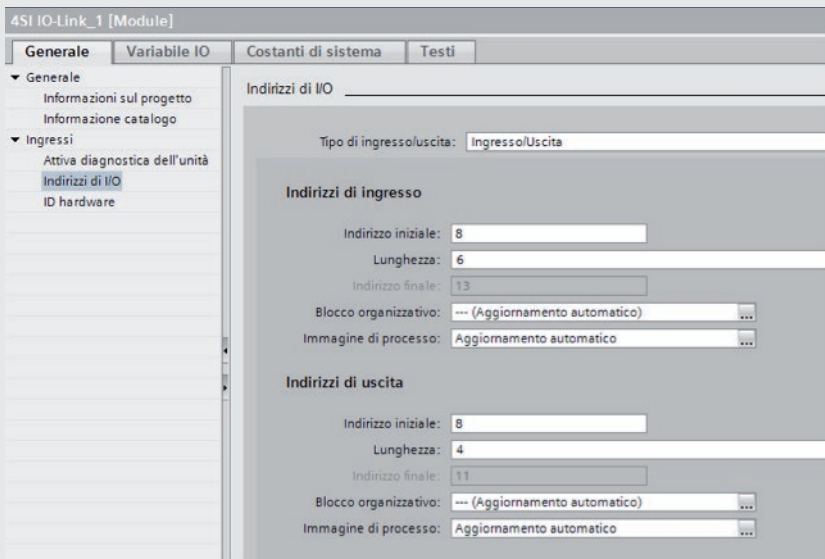 4SI IO-Link_1 [Module]
Generale Variabile IO Costanti di sistema Testi
Generale
Informazioni sul progetto
Informazione catalogo
Ingressi
Attiva diagnostica dell'unità
Indirizzi di I/O
ID hardware
Indirizzi di I/O
Tipo di ingresso/uscita: Ingresso/Uscita
Indirizzi di ingresso
Indirizzo iniziale: 8
Lunghezza: 6
Indirizzo finale: 13
Blocco organizzativo: --- (Aggiornamento automatico) ...
Immagine di processo: Aggiornamento automatico ...
Indirizzi di uscita
Indirizzo iniziale: 8
Lunghezza: 4
Indirizzo finale: 11
Blocco organizzativo: --- (Aggiornamento automatico) ...
Immagine di processo: Aggiornamento automatico ...